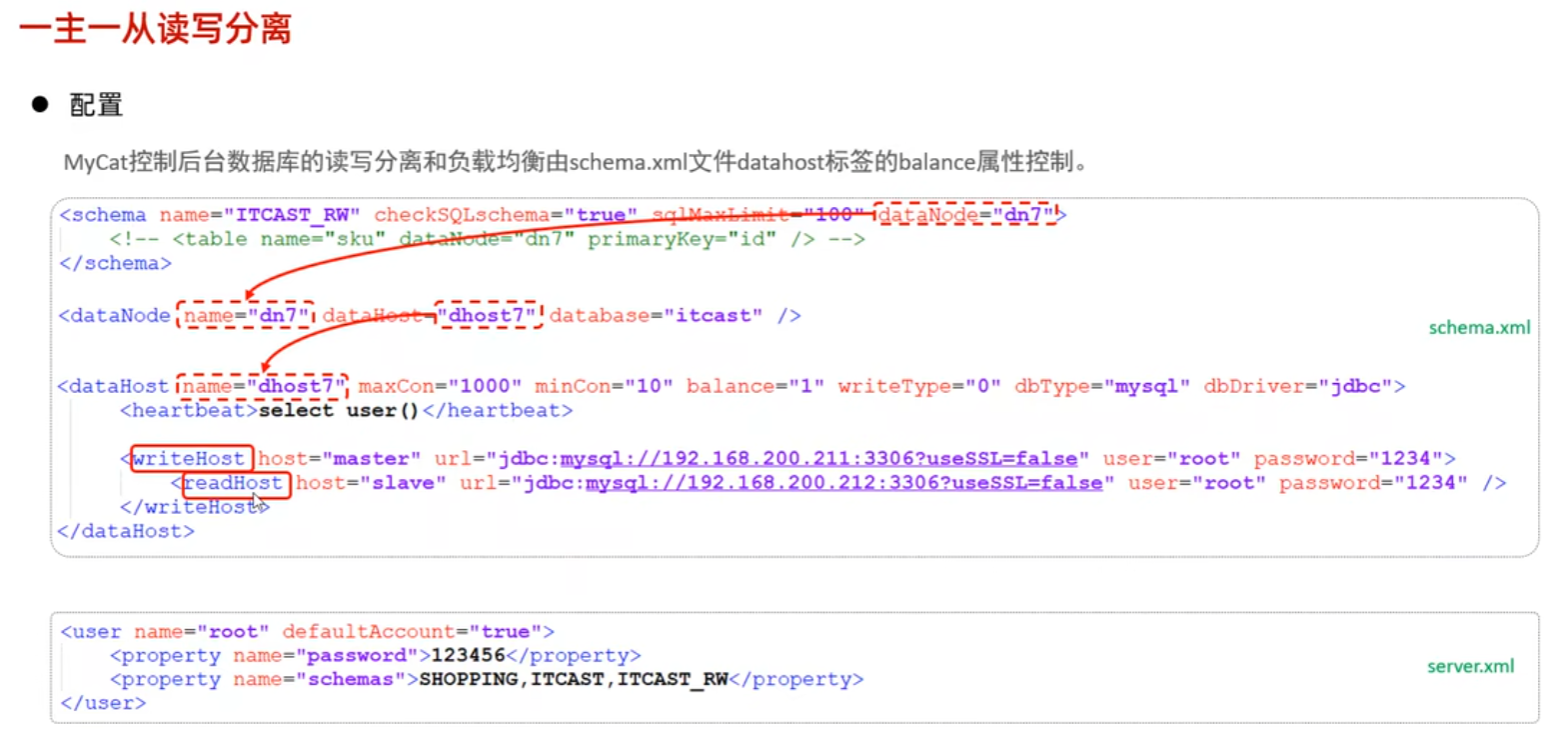 一主一从读写分离
● 配置
MyCat控制后台数据库的读写分离和负载均衡由schema.xml文件datahost标签的balance属性控制。
<schema name="ITCAST_RW" checkSQLschema="true" sqlMaxLimit="100" dataNode="dn7">
<!-- <table name="sku" dataNode="dn7" primaryKey="id" /> -->
</schema>
<dataNode name="dn7" dataHost="dhost7" database="itcast" />
schema.xml
<dataHost name="dhost7" maxCon="1000" minCon="10" balance="1" writeType="0" dbType="mysql" dbDriver="jdbc">
<heartbeat>select user()</heartbeat>
<writeHost host="master" url="jdbc:mysql://192.168.200.211:3306?useSSL=false" user="root" password="1234">
<readHost host="slave" url="jdbc:mysql://192.168.200.212:3306?useSSL=false" user="root" password="1234" />
</writeHost>
</dataHost>
<user name="root" defaultAccount="true">
<property name="password">123456</property>
<property name="schemas">SHOPPING,ITCAST,ITCAST_RW</property>
</user>
server.xml